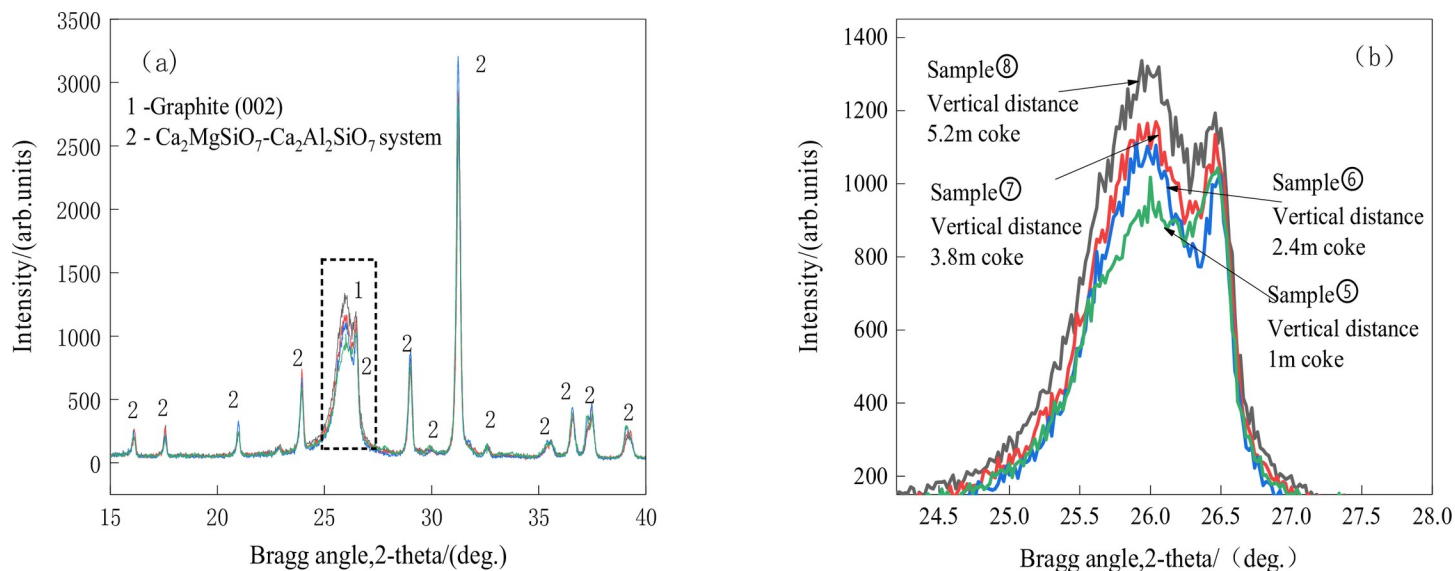 3500
3000
2500
2000
1500
1000
500
0
Intensity/(arb.units)
(a)
1 -Graphite (002)
2 - Ca₂MgSiO₇-Ca₂Al₂SiO₇ system
2
2
2
2
1
2
2
2
2
2
2
2
2
2
15 20 25 30 35 40
Bragg angle,2-theta/(deg.)
1400
1200
1000
800
600
400
200
Intensity/(arb.units)
(b)
Sample⑧
Vertical distance
5.2m coke
Sample⑦
Vertical distance
3.8m coke
Sample⑥
Vertical distance
2.4m coke
Sample⑤
Vertical distance
1m coke
24.5 25.0 25.5 26.0 26.5 27.0 27.5 28.0
Bragg angle,2-theta/（deg.）